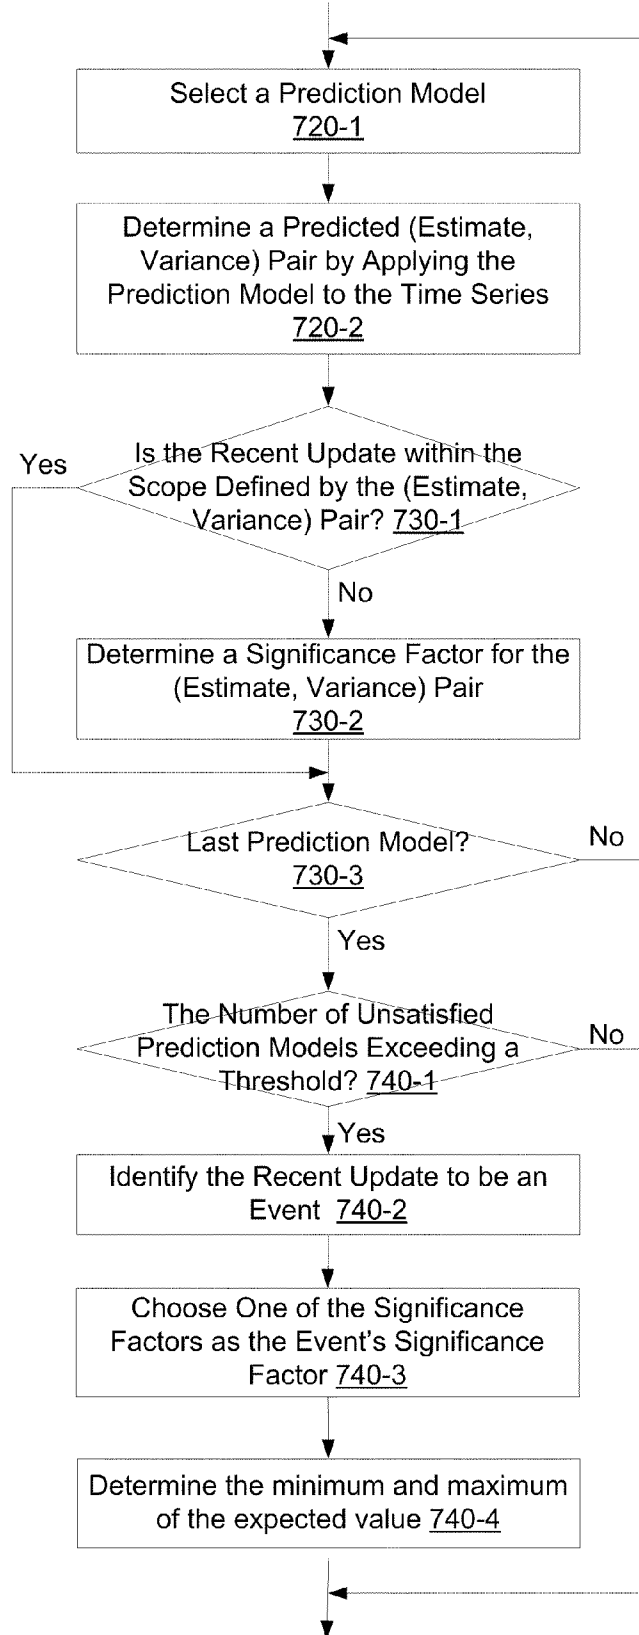 Select a Prediction Model
720-1
Determine a Predicted (Estimate,
Variance) Pair by Applying the
Prediction Model to the Time Series
720-2
Yes
Is the Recent Update within the
Scope Defined by the (Estimate,
Variance) Pair? 730-1
No
Determine a Significance Factor for the
(Estimate, Variance) Pair
730-2
Last Prediction Model?
730-3
No
Yes
The Number of Unsatisfied
Prediction Models Exceeding a
Threshold? 740-1
No
Yes
Identify the Recent Update to be an
Event 740-2
Choose One of the Significance
Factors as the Event's Significance
Factor 740-3
Determine the minimum and maximum
of the expected value 740-4